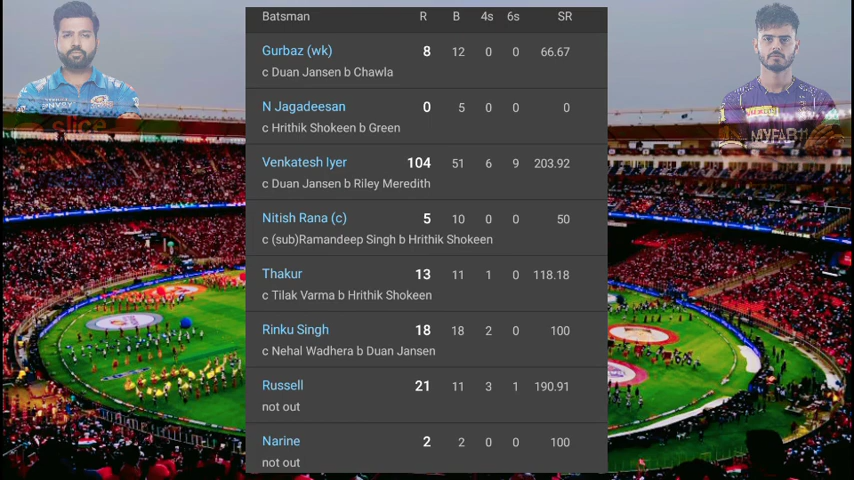 Batsman R B 4s 6s SR
Gurbaz (wk) 8 12 0 0 66.67
c Duan Jansen b Chawla
N Jagadeesan 0 5 0 0 0
c Hrithik Shokeen b Green
Venkatesh Iyer 104 51 6 9 203.92
c Duan Jansen b Riley Meredith
Nitish Rana (c) 5 10 0 0 50
c (sub)Ramandeep Singh b Hrithik Shokeen
Thakur 13 11 1 0 118.18
c Tilak Varma b Hrithik Shokeen
Rinku Singh 18 18 2 0 100
c Nehal Wadhera b Duan Jansen
Russell 21 11 3 1 190.91
not out
Narine 2 2 0 0 100
not out
MYFAB11